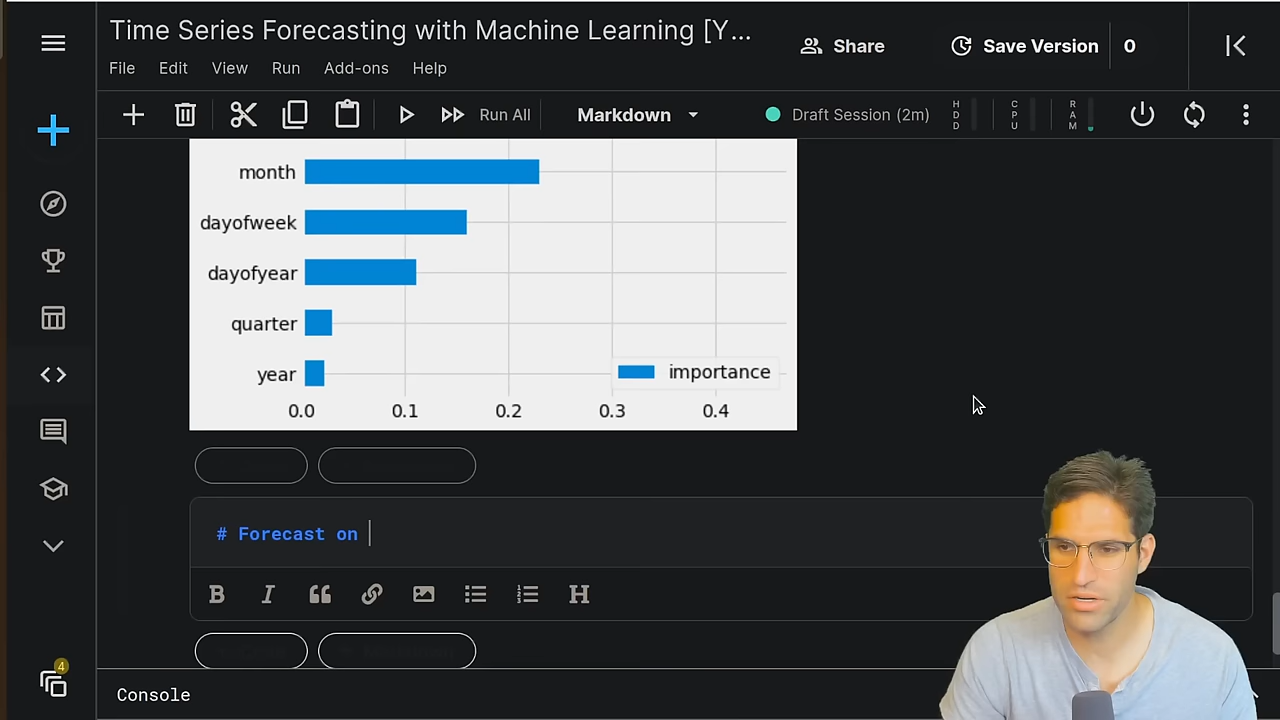 Time Series Forecasting with Machine Learning [Y...
Share
Save Version
0
File
Edit
View
Run
Add-ons
Help
Run All
Markdown
Draft Session (2m)
HDD
CPU
RAM
month
dayofweek
dayofyear
quarter
year
importance
0.0
0.1
0.2
0.3
0.4
# Forecast on
B
I
H
4
Console